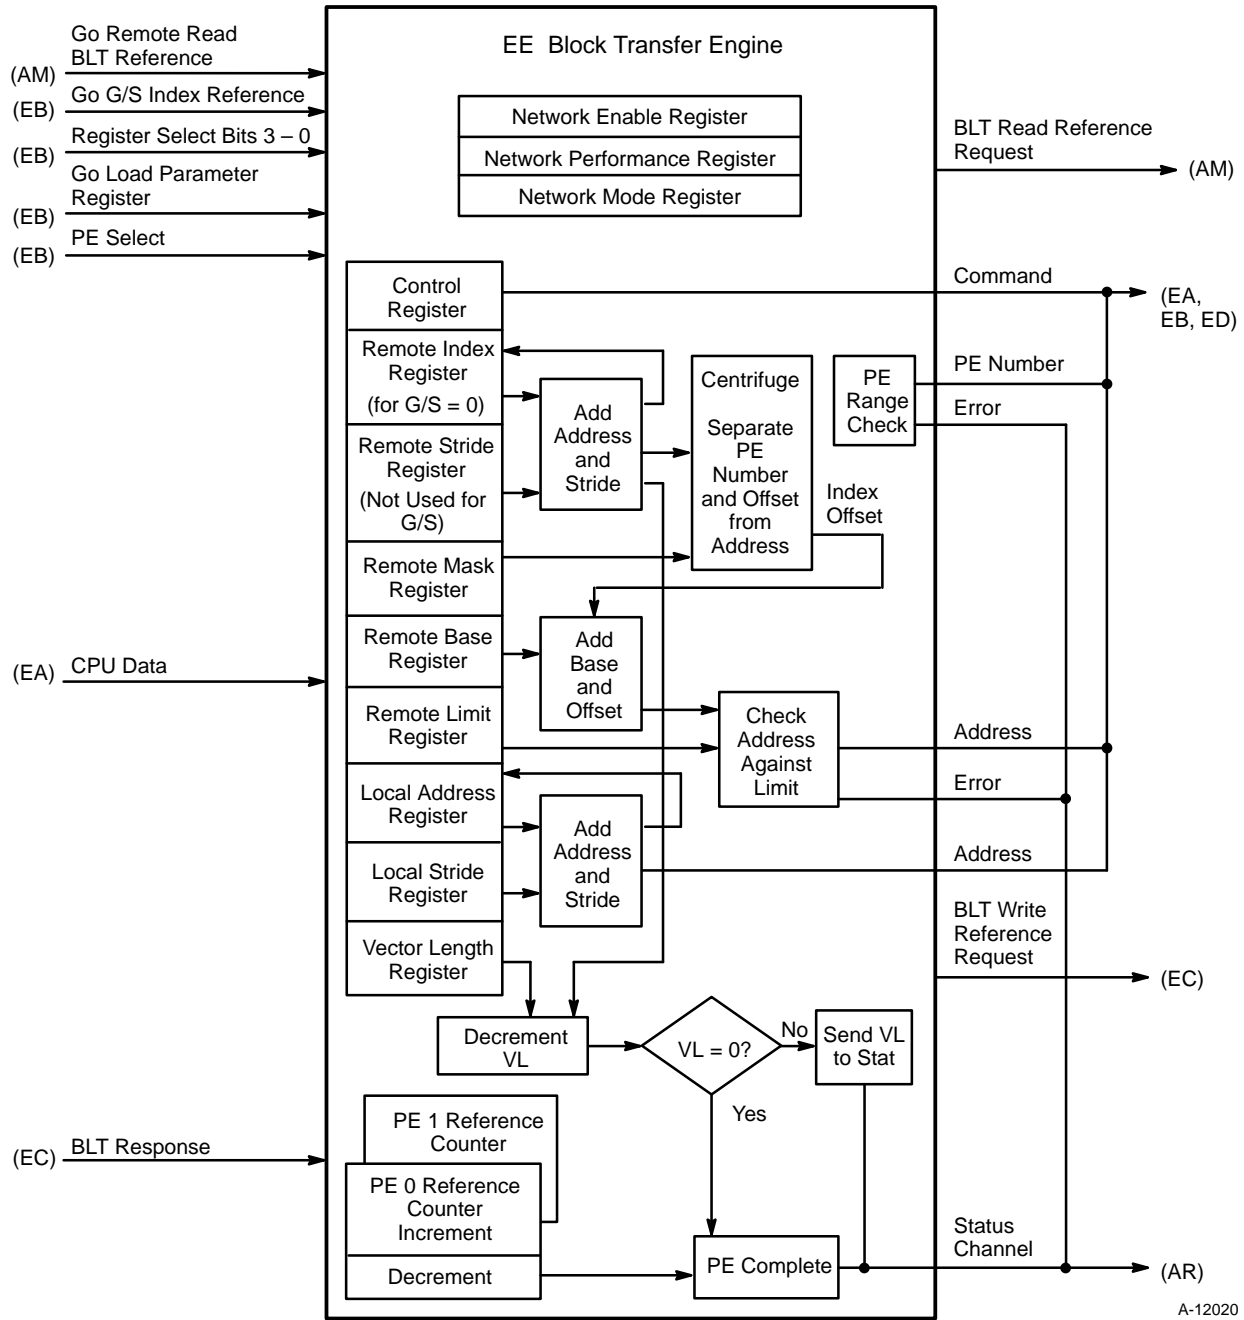 EE Block Transfer Engine
Go Remote Read
BLT Reference
(AM)
Go G/S Index Reference
(EB)
Register Select Bits 3 – 0
(EB)
Go Load Parameter
Register
(EB)
PE Select
(EB)
Network Enable Register
Network Performance Register
Network Mode Register
BLT Read Reference
Request
(AM)
Control
Register
Command
(EA,
EB, ED)
Remote Index
Register
(for G/S = 0)
Remote Stride
Register
(Not Used for
G/S)
Add
Address
and
Stride
Centrifuge
Separate
PE
Number
and Offset
from
Address
PE
Range
Check
PE Number
Error
Index
Offset
Remote Mask
Register
Remote Base
Register
Add
Base
and
Offset
(EA)
CPU Data
Remote Limit
Register
Check
Address
Against
Limit
Address
Error
Local Address
Register
Local Stride
Register
Add
Address
and
Stride
Address
Vector Length
Register
BLT Write
Reference
Request
(EC)
Decrement
VL
VL = 0?
No
Send VL
to Stat
Yes
(EC)
BLT Response
PE 1 Reference
Counter
PE 0 Reference
Counter
Increment
Decrement
PE Complete
Status
Channel
(AR)
A-12020